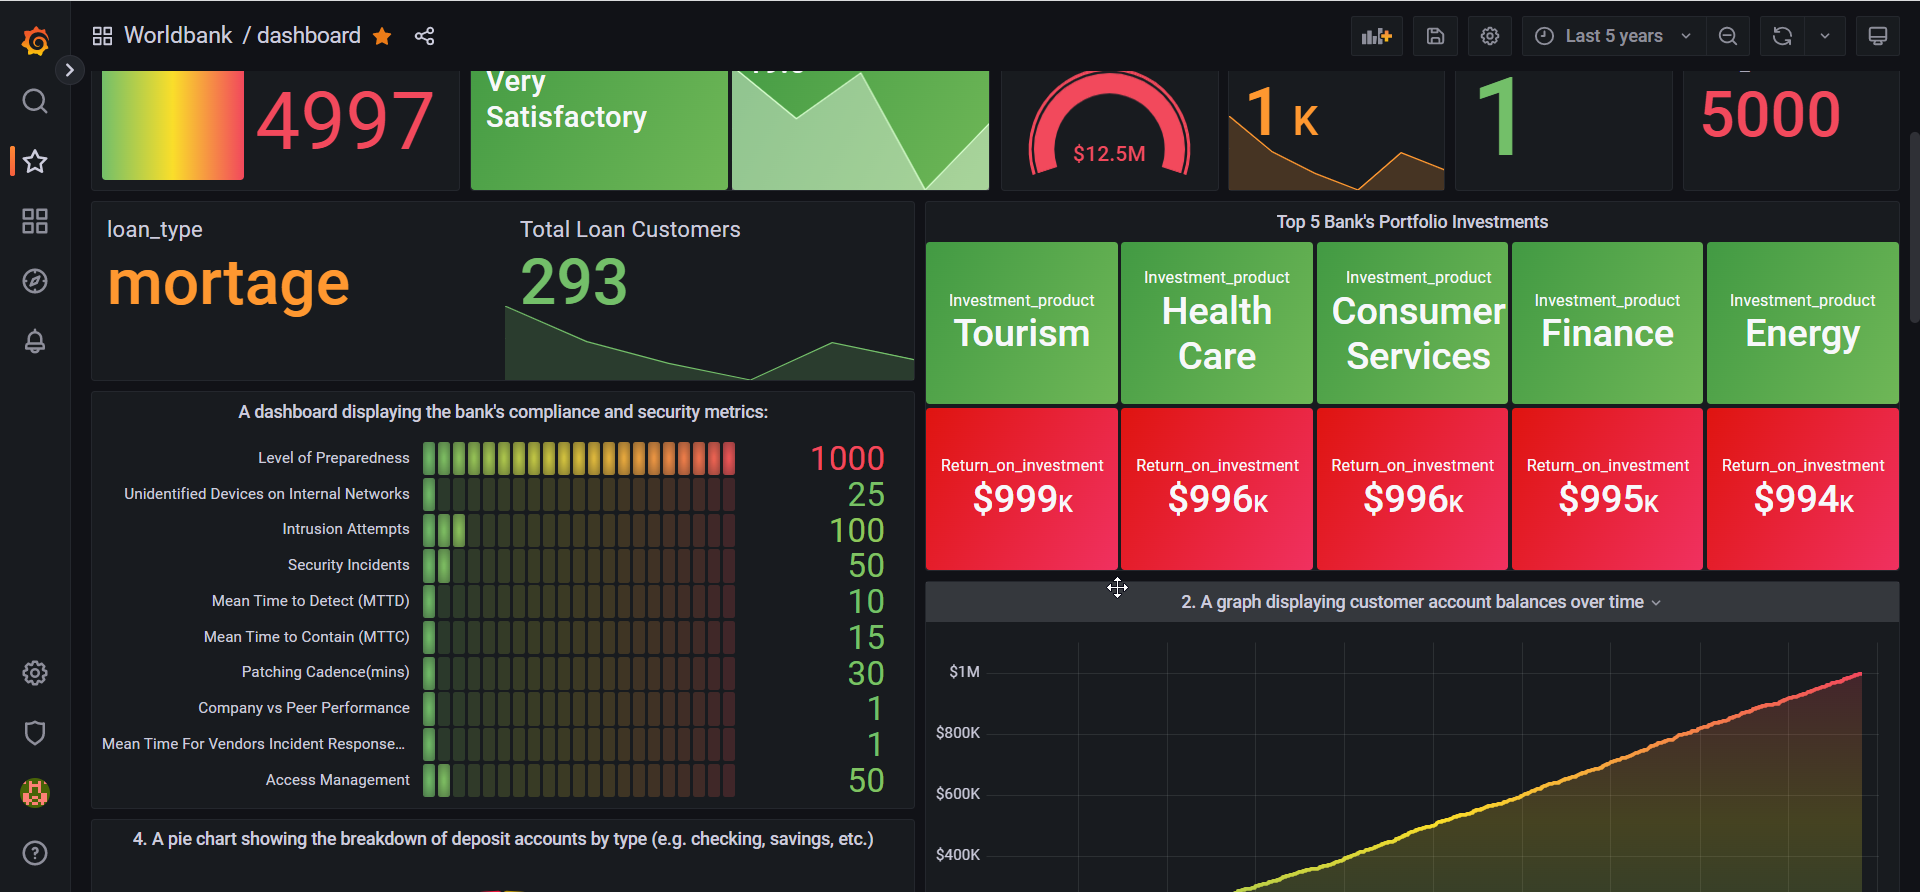 Worldbank / dashboard
Last 5 years
4997
Very
Satisfactory
$12.5M
1 K
1
5000
loan_type
mortage
Total Loan Customers
293
Top 5 Bank's Portfolio Investments
Investment_product
Tourism
Investment_product
Health
Care
Investment_product
Consumer
Services
Investment_product
Finance
Investment_product
Energy
Return_on_investment
$999K
Return_on_investment
$996K
Return_on_investment
$996K
Return_on_investment
$995K
Return_on_investment
$994K
A dashboard displaying the bank's compliance and security metrics:
Level of Preparedness 1000
Unidentified Devices on Internal Networks 25
Intrusion Attempts 100
Security Incidents 50
Mean Time to Detect (MTTD) 10
Mean Time to Contain (MTTC) 15
Patching Cadence(mins) 30
Company vs Peer Performance 1
Mean Time For Vendors Incident Response... 1
Access Management 50
2. A graph displaying customer account balances over time
$1M
$800K
$600K
$400K
4. A pie chart showing the breakdown of deposit accounts by type (e.g. checking, savings, etc.)